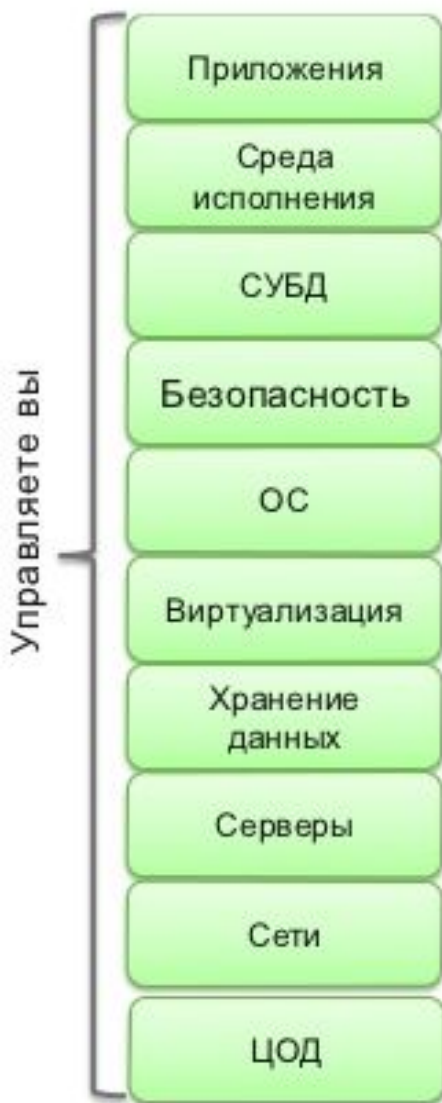 Управляете вы
Приложения
Среда
исполнения
СУБД
Безопасность
ОС
Виртуализация
Хранение
данных
Серверы
Сети
ЦОД